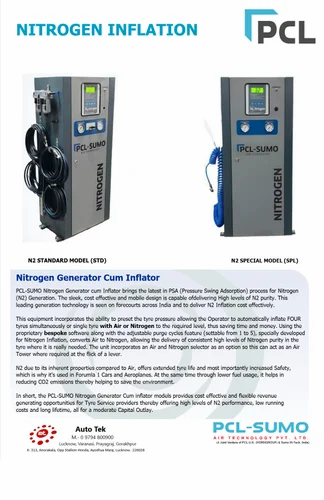 NITROGEN INFLATION
PCL
PCL-SUMO
NITROGEN
PCL-SUMO
NITROGEN
N2 STANDARD MODEL (STD)
N2 SPECIAL MODEL (SPL)
Nitrogen Generator Cum Inflator
PCL-SUMO Nitrogen Generator cum Inflator brings the latest in PSA (Pressure Swing Adsorption) process for Nitrogen
(N2) Generation. The sleek, cost effective and mobile design is capable ofdelivering High levels of N2 purity. This
leading generation technology is seen on forecourts across India and to deliver N2 Inflation cost effectively.
This equipment incorporates the ability to preset the tyre pressure allowing the Operator to automatically inflate FOUR
tyres simultaneously or single tyre with Air or Nitrogen to the required level, thus saving time and money. Using the
proprietary bespoke software along with the adjustable purge cycles feature (suitable from 1 to 5), specially developed
for Nitrogen Inflation, converts Air to Nitrogen, allowing the delivery of consistent high levels of Nitrogen purity in the
tyre where it is really needed. The unit incorporates an Air and Nitrogen selector as an option so this can act as an Air
Tower where required at the flick of a lever.
N2 due to its inherent properties compared to Air, offers extended tyre life and most importantly increased Safety,
which is why it's used in Forumla 1 Cars and Aeroplanes. At the same time through lower fuel usage, it helps in
reducing CO2 emissions thereby helping to save the environment.
In short, the PCL-SUMO Nitrogen Generator Cum inflator models provides cost effective and flexible revenue
generating opportunities for Tyre Service providers thereby offering high levels of N2 performance, low running
costs and long lifetime, all for a moderate Capital Outlay.
Auto Tek
M.- 0 9794 800900
Lucknow, Varanasi, Prayagraj, Gorakhpur
PCL-SUMO
AIR TECHNOLOGY PVT. LTD.